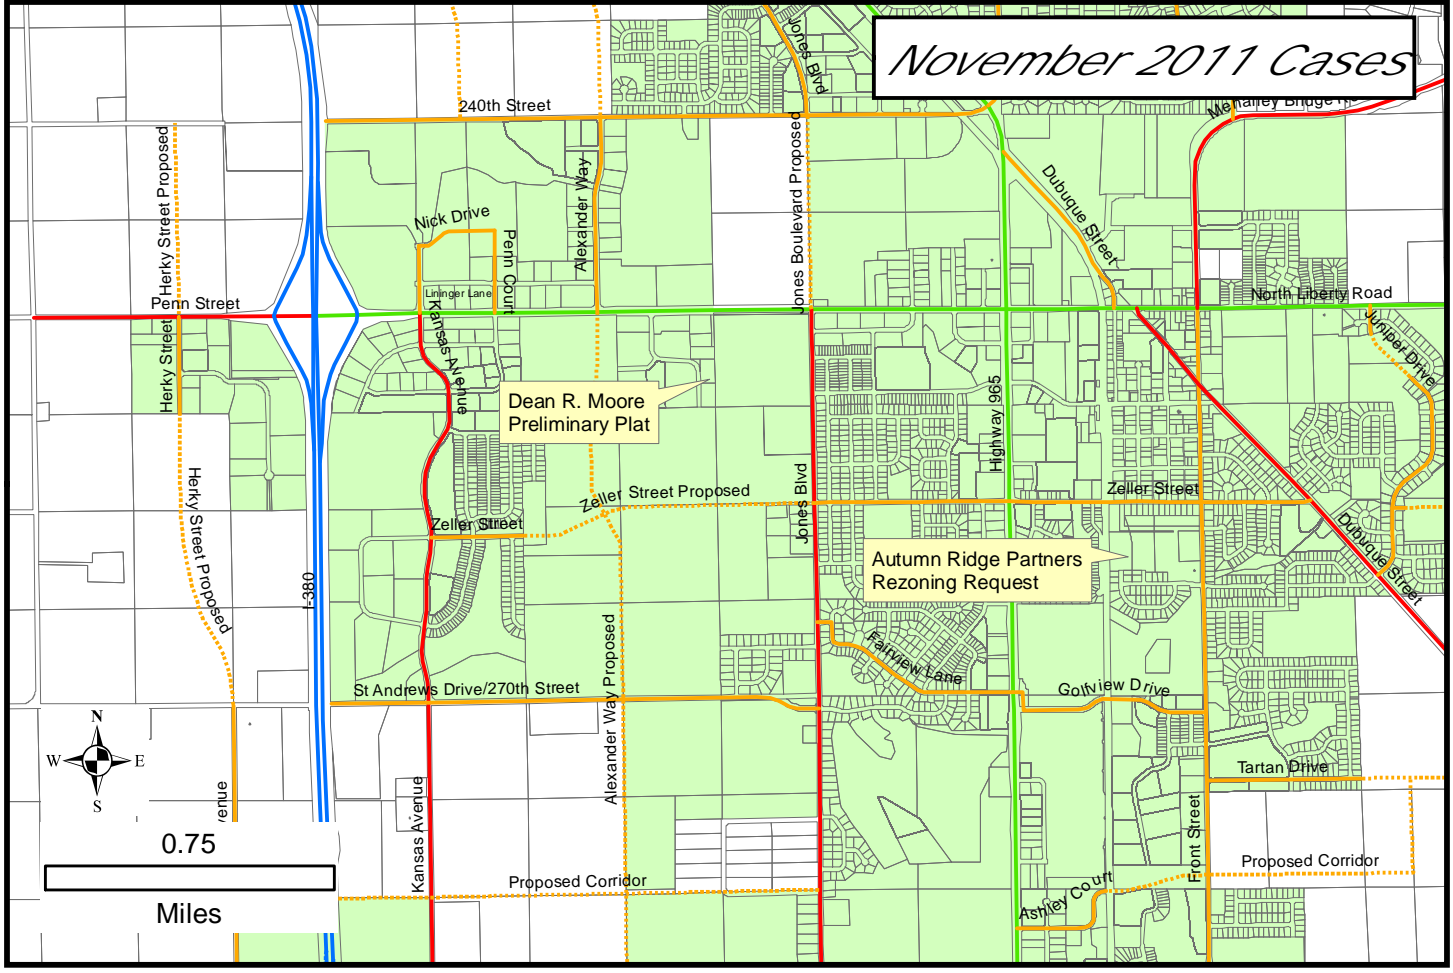 November 2011 Cases
Jones Blvd
240th Street
Herky Street Proposed
Alexander Way
Jones Boulevard Proposed
Dubuque Street
Nick Drive
Penn Court
Lininger Lane
Penn Street
North Liberty Road
Herky Street
Kansas Avenue
Juniper Drive
Dean R. Moore
Preliminary Plat
Highway 965
Jones Blvd
Zeller Street Proposed
Zeller Street
Zeller Street
Herky Street Proposed
Dubuque Street
Autumn Ridge Partners
Rezoning Request
I-380
Alexander Way Proposed
Fairview Lane
St Andrews Drive/270th Street
Golfview Drive
N
W
E
S
Tartan Drive
Kansas Avenue
Front Street
0.75
Miles
Proposed Corridor
Proposed Corridor
Ashley Court